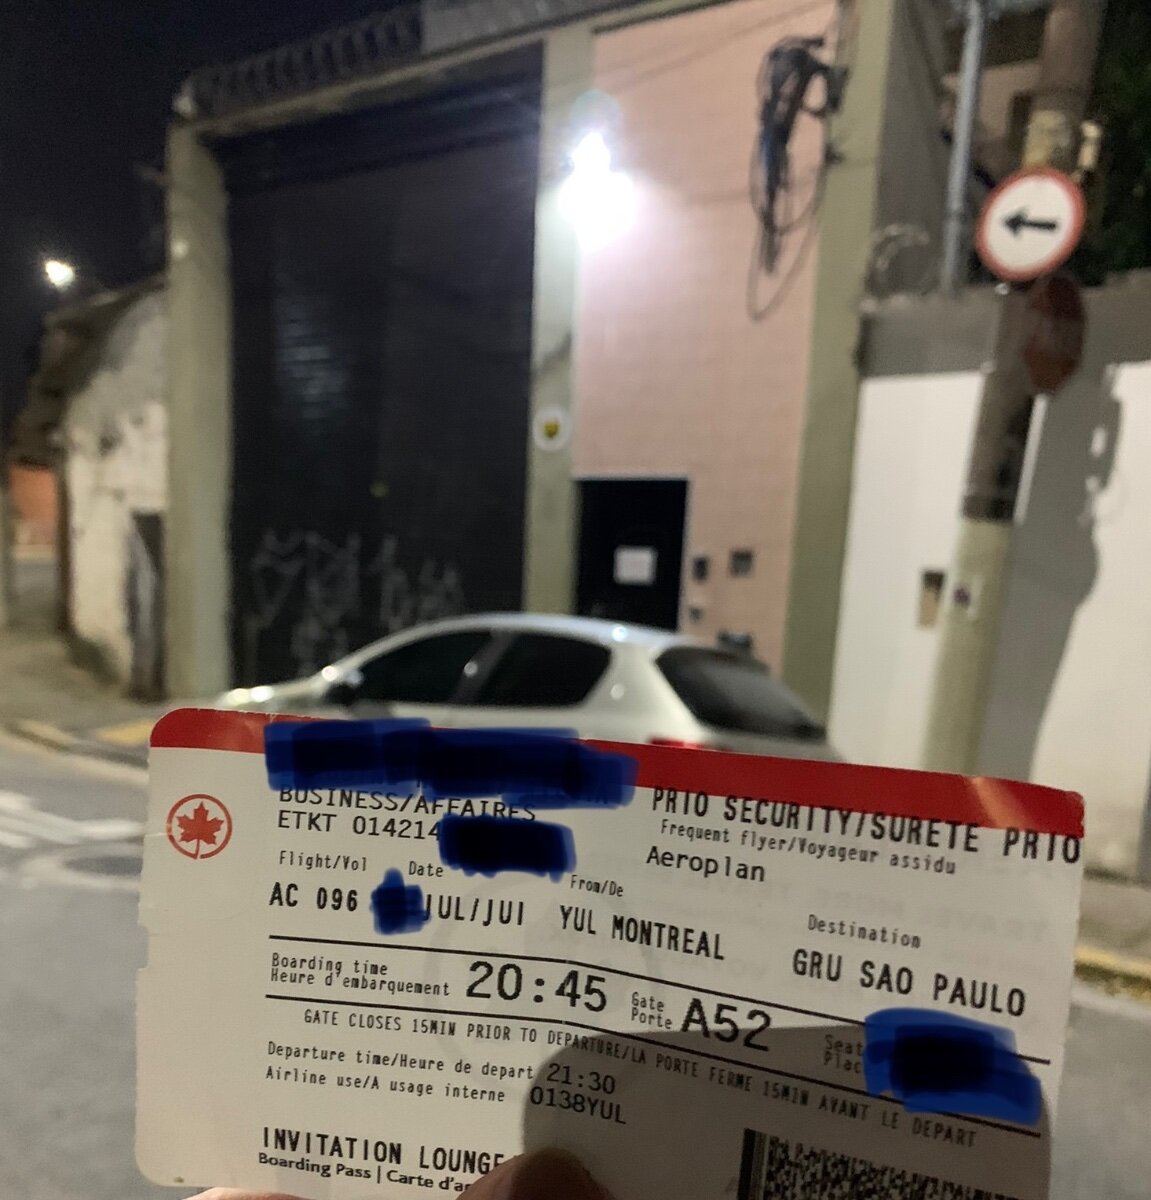 BUSINESS/AFFAIRES
PRIO SECURITY/SURETE PRIO
ETKT 014214
Frequent flyer/Voyageur assidu
Aeroplan
Flight/Vol Date From/De Destination
AC 096 JUL/JUI YUL MONTREAL GRU SAO PAULO
Boarding time
Heure d'embarquement 20:45
Gate
Porte A52
Seat
Plac
GATE CLOSES 15MIN PRIOR TO DEPARTURE/LA PORTE FERME 15MIN AVANT LE DEPART
Departure time/Heure de depart 21:30
Airline use/A usage interne 0138YUL
INVITATION LOUNGE
Boarding Pass | Carte d'a